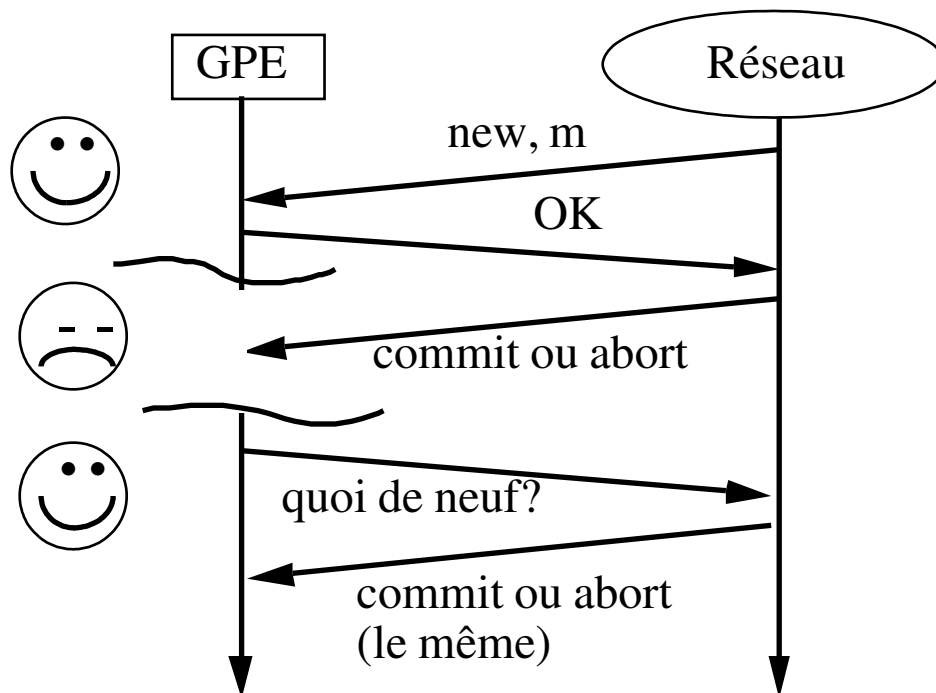 GPE
Réseau
new, m
OK
commit ou abort
quoi de neuf?
commit ou abort
(le même)